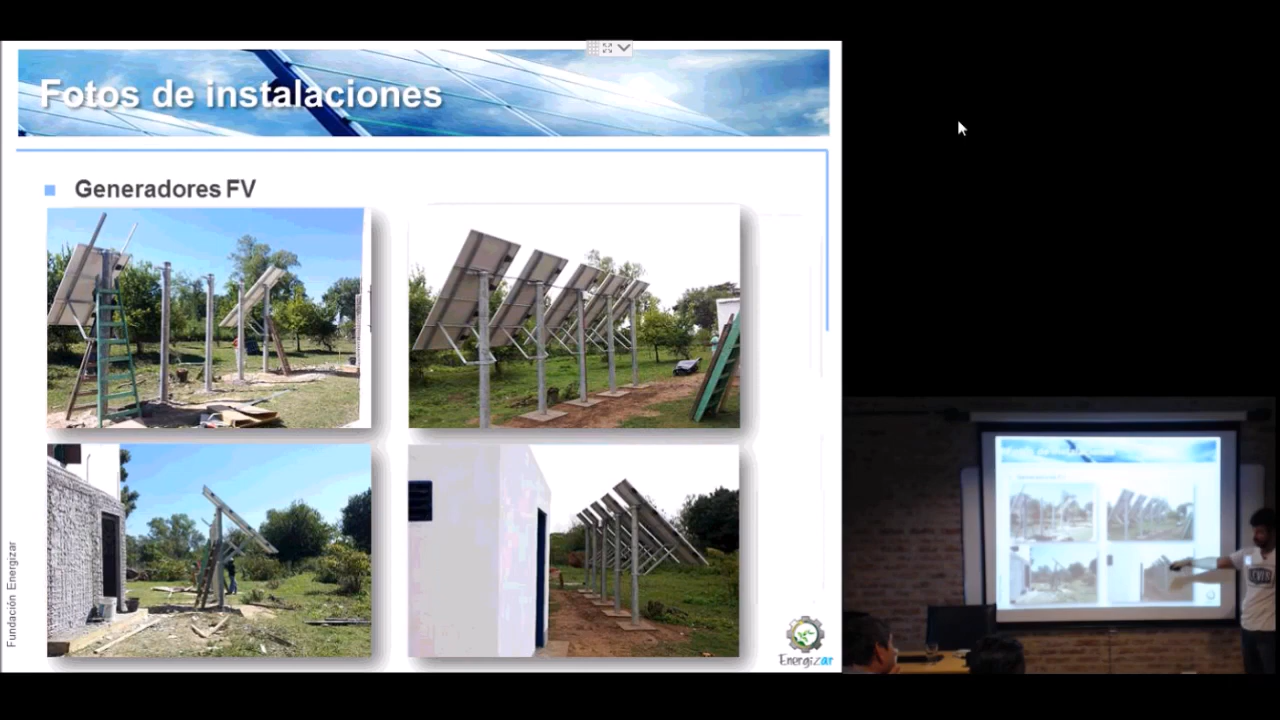 Fotos de instalaciones
Generadores FV
Fundación Energizar
Energizar